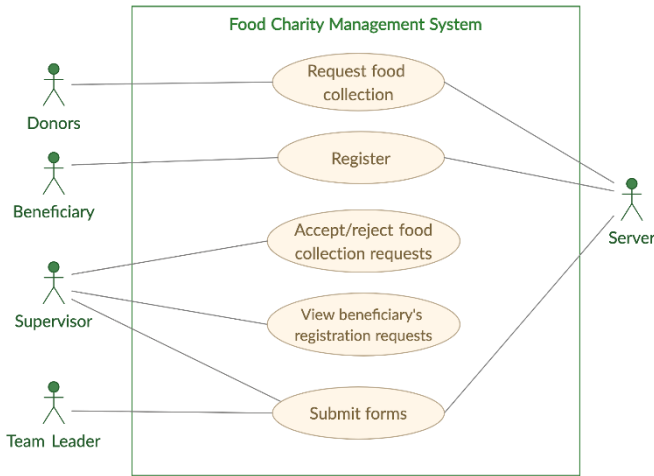 Food Charity Management System
Request food
collection
Donors
Register
Beneficiary
Accept/reject food
collection requests
Server
Supervisor
View beneficiary's
registration requests
Submit forms
Team Leader